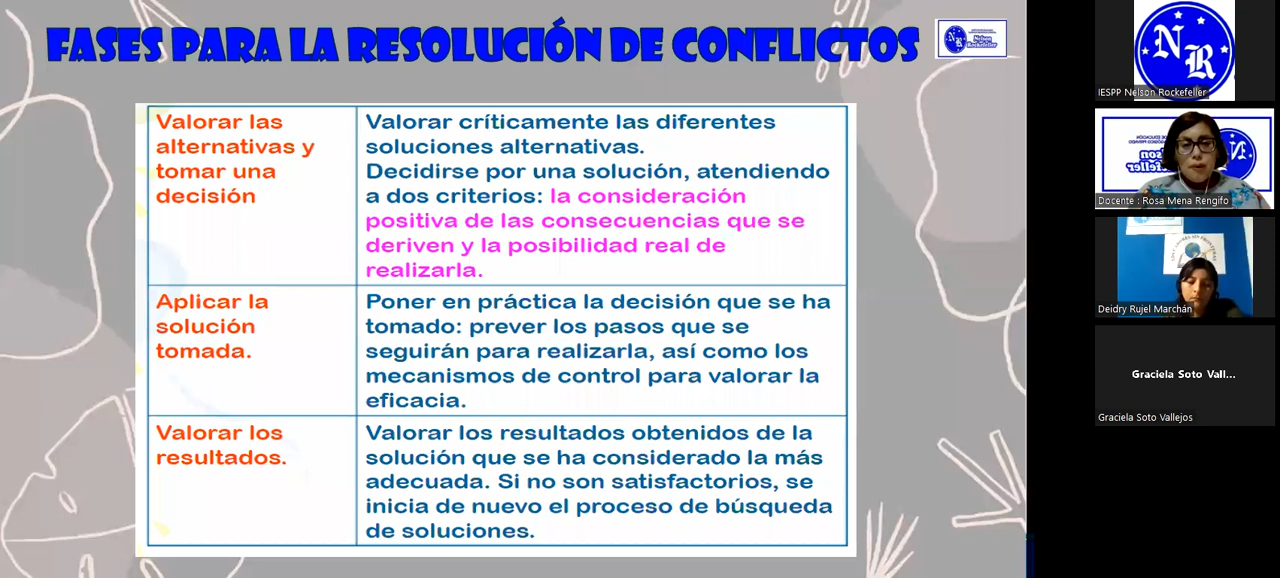 FASES PARA LA RESOLUCIÓN DE CONFLICTOS
NR
Nelson
Rockefeller
Valorar las
alternativas y
tomar una
decisión
Valorar críticamente las diferentes
soluciones alternativas.
Decidirse por una solución, atendiendo
a dos criterios: la consideración
positiva de las consecuencias que se
deriven y la posibilidad real de
realizarla.
Aplicar la
solución
tomada.
Poner en práctica la decisión que se ha
tomado: prever los pasos que se
seguirán para realizarla, así como los
mecanismos de control para valorar la
eficacia.
Valorar los
resultados.
Valorar los resultados obtenidos de la
solución que se ha considerado la más
adecuada. Si no son satisfactorios, se
inicia de nuevo el proceso de búsqueda
de soluciones.
NR
IESPP Nelson Rockefeller
Docente : Rosa Mena Rengifo
Deidry Rujel Marchán
Graciela Soto Vall...
Graciela Soto Vallejos